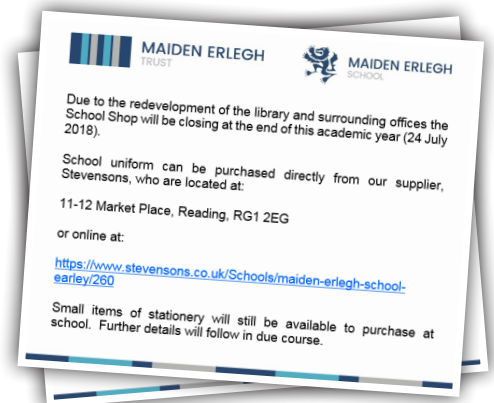 MAIDEN ERLEGH
TRUST
MAIDEN ERLEGH
SCHOOL
Due to the redevelopment of the library and surrounding offices the
School Shop will be closing at the end of this academic year (24 July
2018).
School uniform can be purchased directly from our supplier,
Stevensons, who are located at:
11-12 Market Place, Reading, RG1 2EG
or online at:
https://www.stevensons.co.uk/Schools/maiden-erlegh-school-
earley/260
Small items of stationery will still be available to purchase at
school.  Further details will follow in due course.